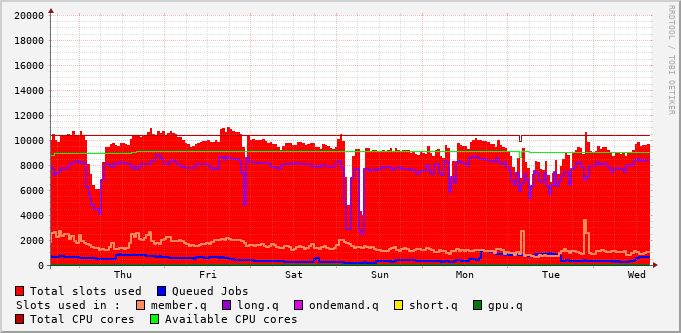 20000
18000
16000
14000
12000
10000
8000
6000
4000
2000
0
Thu Fri Sat Sun Mon Tue Wed
Total slots used Queued Jobs
Slots used in : member.q long.q ondemand.q short.q gpu.q
Total CPU cores Available CPU cores
RRDTOOL / TOBI OETIKER